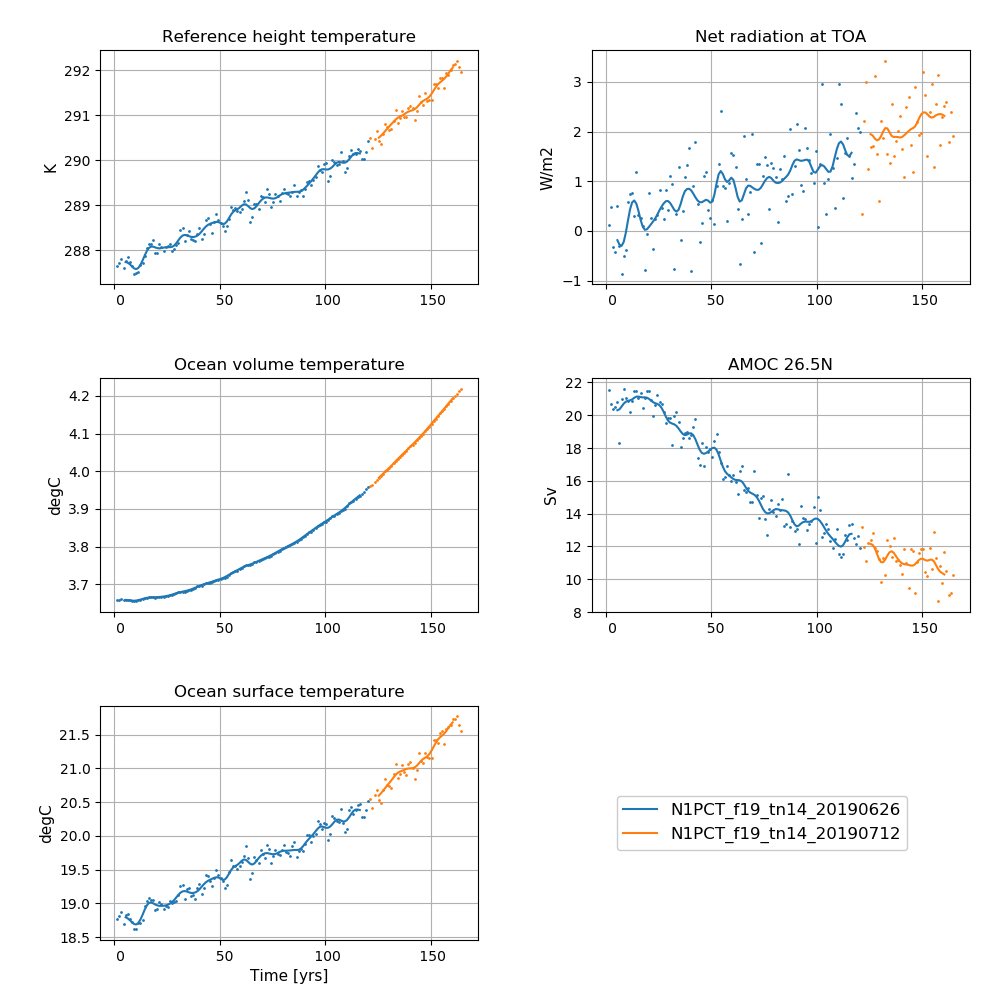 Reference height temperature
K
292
291
290
289
288
0 50 100 150
Net radiation at TOA
W/m2
3
2
1
0
−1
0 50 100 150
Ocean volume temperature
degC
4.2
4.1
4.0
3.9
3.8
3.7
0 50 100 150
AMOC 26.5N
Sv
22
20
18
16
14
12
10
8
0 50 100 150
Ocean surface temperature
degC
21.5
21.0
20.5
20.0
19.5
19.0
18.5
0 50 100 150
Time [yrs]
N1PCT_f19_tn14_20190626
N1PCT_f19_tn14_20190712